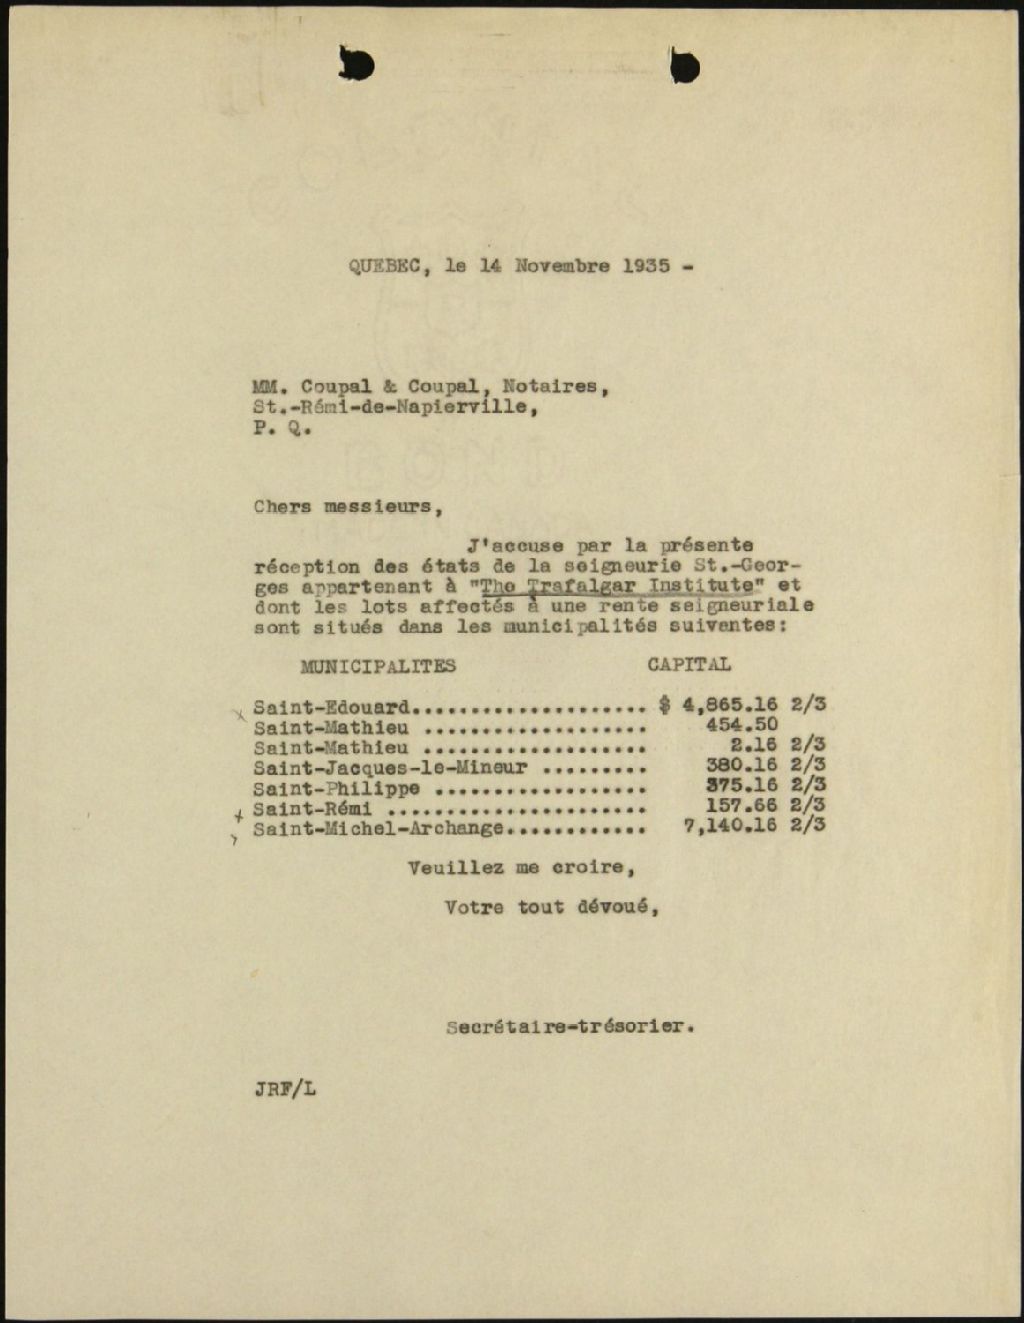 QUEBEC, le 14 Novembre 1935 -
MM. Coupal & Coupal, Notaires,
St.-Rémi-de-Napierville,
P. Q.
Chers messieurs,
J'accuse par la présente
réception des états de la seigneurie St.-Geor-
ges appartenant à "The Trafalgar Institute" et
dont les lots affectés à une rente seigneuriale
sont situés dans les municipalités suivantes:
MUNICIPALITES CAPITAL
x Saint-Edouard.................... $ 4,865.16 2/3
Saint-Mathieu ................... 454.50
Saint-Mathieu ................... 2.16 2/3
Saint-Jacques-le-Mineur ......... 380.16 2/3
Saint-Philippe .................. 375.16 2/3
x Saint-Rémi ...................... 157.66 2/3
Saint-Michel-Archange............ 7,140.16 2/3
Veuillez me croire,
Votre tout dévoué,
Secrétaire-trésorier.
JRF/L